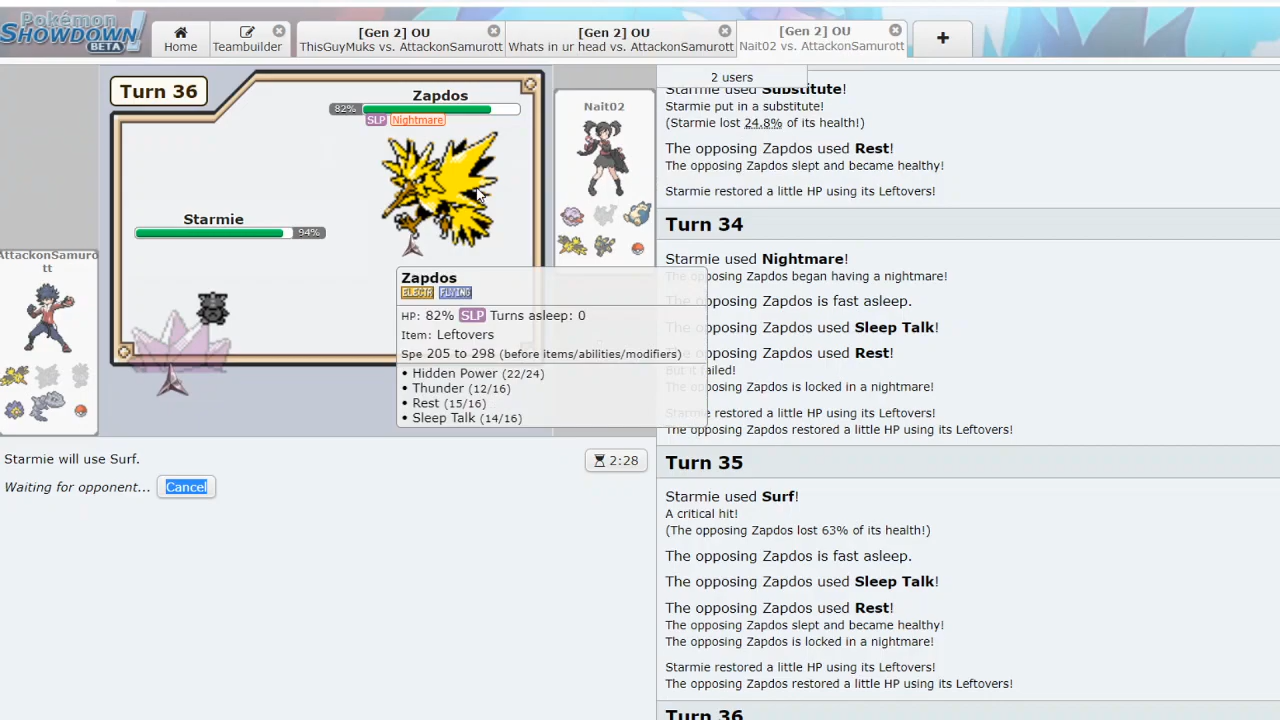 Pokémon
SHOWDOWN!
BETA
Home
Teambuilder
[Gen 2] OU
ThisGuyMuks vs. AttackonSamurott
[Gen 2] OU
Whats in ur head vs. AttackonSamurott
[Gen 2] OU
Nait02 vs. AttackonSamurott
+
Turn 36
Zapdos
82%
SLP Nightmare
Starmie
94%
AttackonSamuro
tt
Nait02
Zapdos
ELECTR FLYING
HP: 82% SLP Turns asleep: 0
Item: Leftovers
Spe 205 to 298 (before items/abilities/modifiers)
• Hidden Power (22/24)
• Thunder (12/16)
• Rest (15/16)
• Sleep Talk (14/16)
Starmie will use Surf.
Waiting for opponent... Cancel
2:28
2 users
Starmie used Substitute!
Starmie put in a substitute!
(Starmie lost 24.8% of its health!)
The opposing Zapdos used Rest!
The opposing Zapdos slept and became healthy!
Starmie restored a little HP using its Leftovers!
Turn 34
Starmie used Nightmare!
The opposing Zapdos began having a nightmare!
The opposing Zapdos is fast asleep.
The opposing Zapdos used Sleep Talk!
The opposing Zapdos used Rest!
But it failed!
The opposing Zapdos is locked in a nightmare!
Starmie restored a little HP using its Leftovers!
The opposing Zapdos restored a little HP using its Leftovers!
Turn 35
Starmie used Surf!
A critical hit!
(The opposing Zapdos lost 63% of its health!)
The opposing Zapdos is fast asleep.
The opposing Zapdos used Sleep Talk!
The opposing Zapdos used Rest!
The opposing Zapdos slept and became healthy!
The opposing Zapdos is locked in a nightmare!
Starmie restored a little HP using its Leftovers!
The opposing Zapdos restored a little HP using its Leftovers!
Turn 36